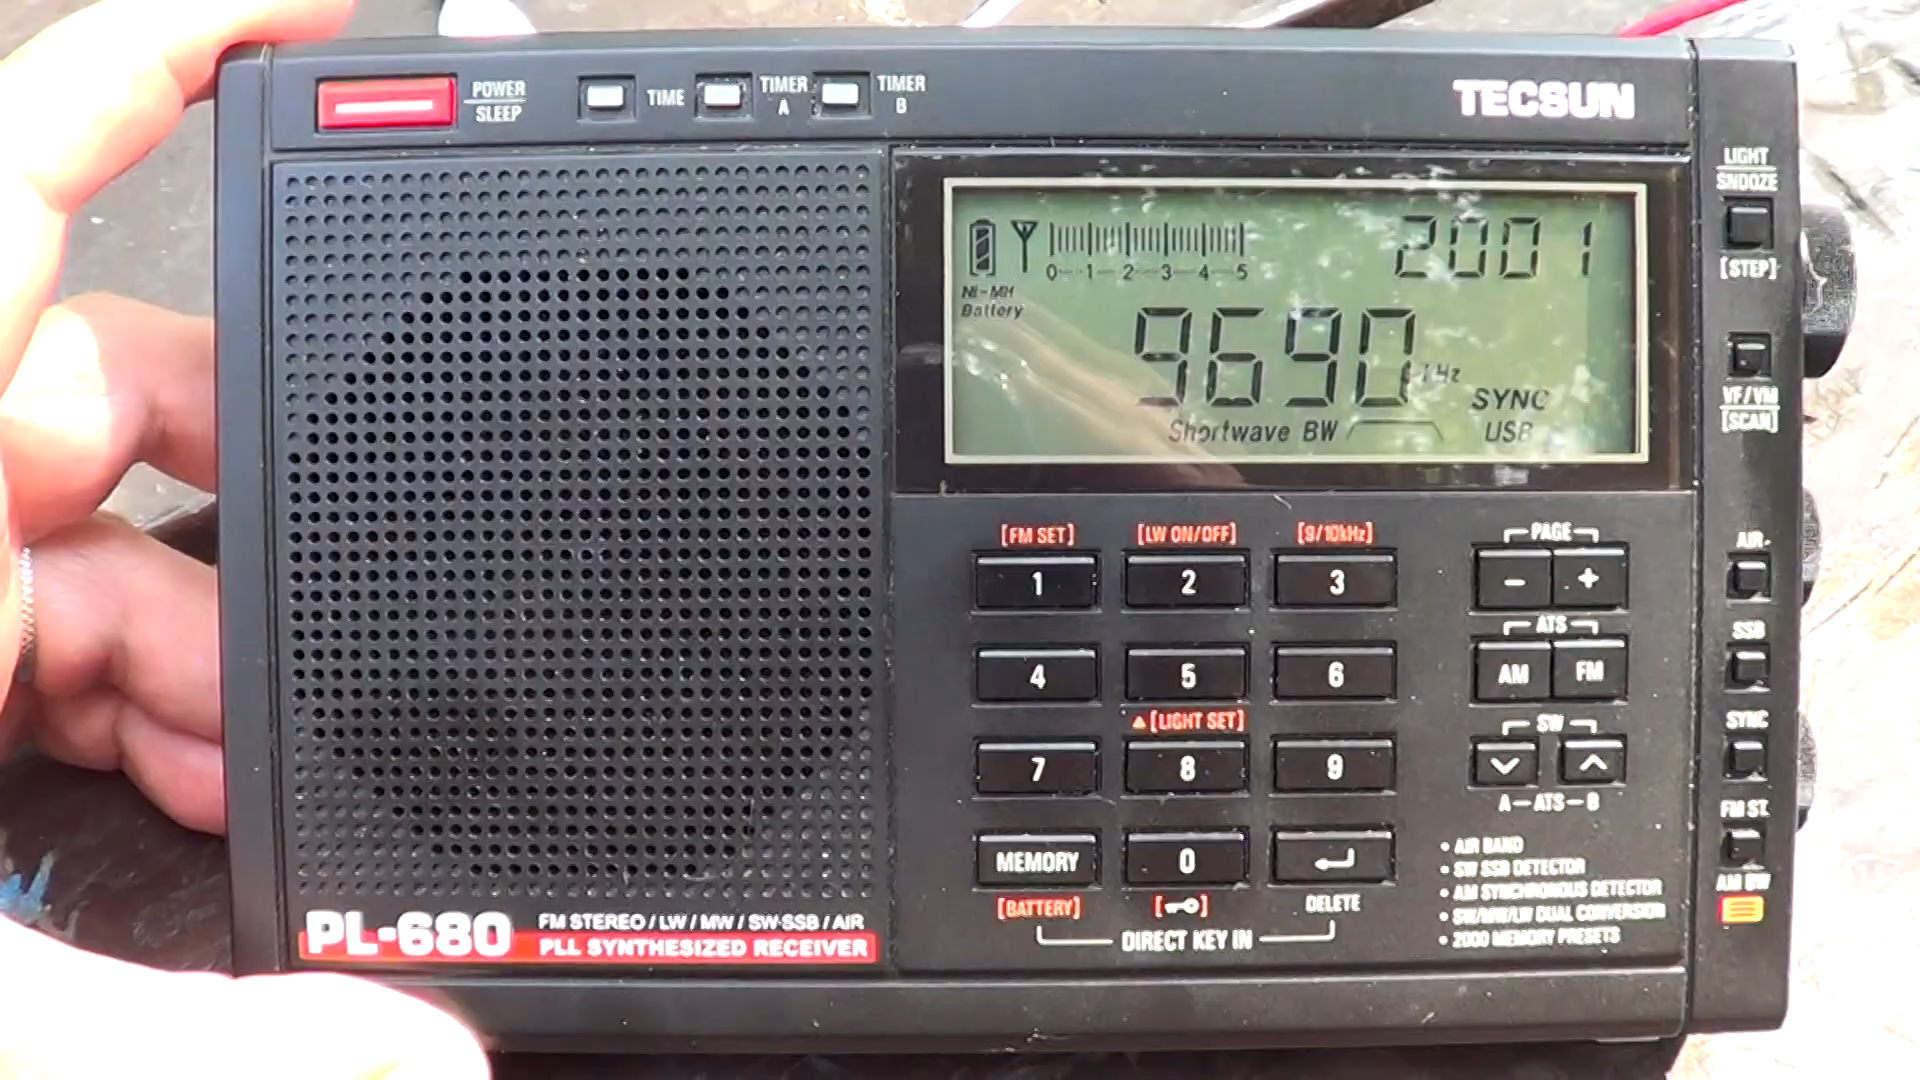 POWER
SLEEP
TIME
TIMER
A
TIMER
B
TECSUN
LIGHT
SNOOZE
[STEP]
2001
0 1 2 3 4 5
Ni-MH
Battery
9690 kHz
SYNC
Shortwave BW
USB
VF/VM
[SCAN]
[FM SET] [LW ON/OFF] [9/10kHz]
PAGE
1 2 3
- +
AIR
ATS
SSB
4 5 6
AM FM
[LIGHT SET]
SW
SYNC
7 8 9
A-ATS-B
FM ST.
MEMORY 0
AM BW
[BATTERY]
DELETE
DIRECT KEY IN
• AIR BAND
• SW SSB DETECTOR
• AM SYNCHRONOUS DETECTOR
• SW/MW/LW DUAL CONVERSION
• 2000 MEMORY PRESETS
PL-680
FM STEREO / LW / MW / SW-SSB / AIR
PLL SYNTHESIZED RECEIVER